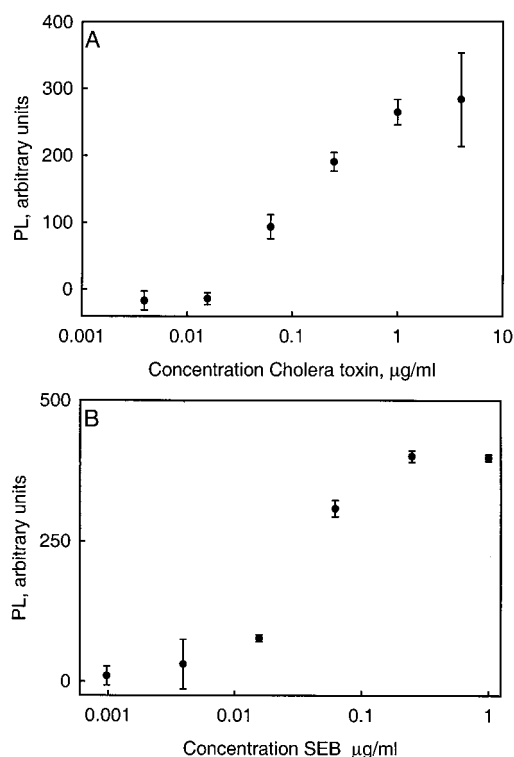 A
400
300
200
100
0
PL, arbitrary units
0.001 0.01 0.1 1 10
Concentration Cholera toxin, μg/ml
B
500
250
0
PL, arbitrary units
0.001 0.01 0.1 1
Concentration SEB μg/ml